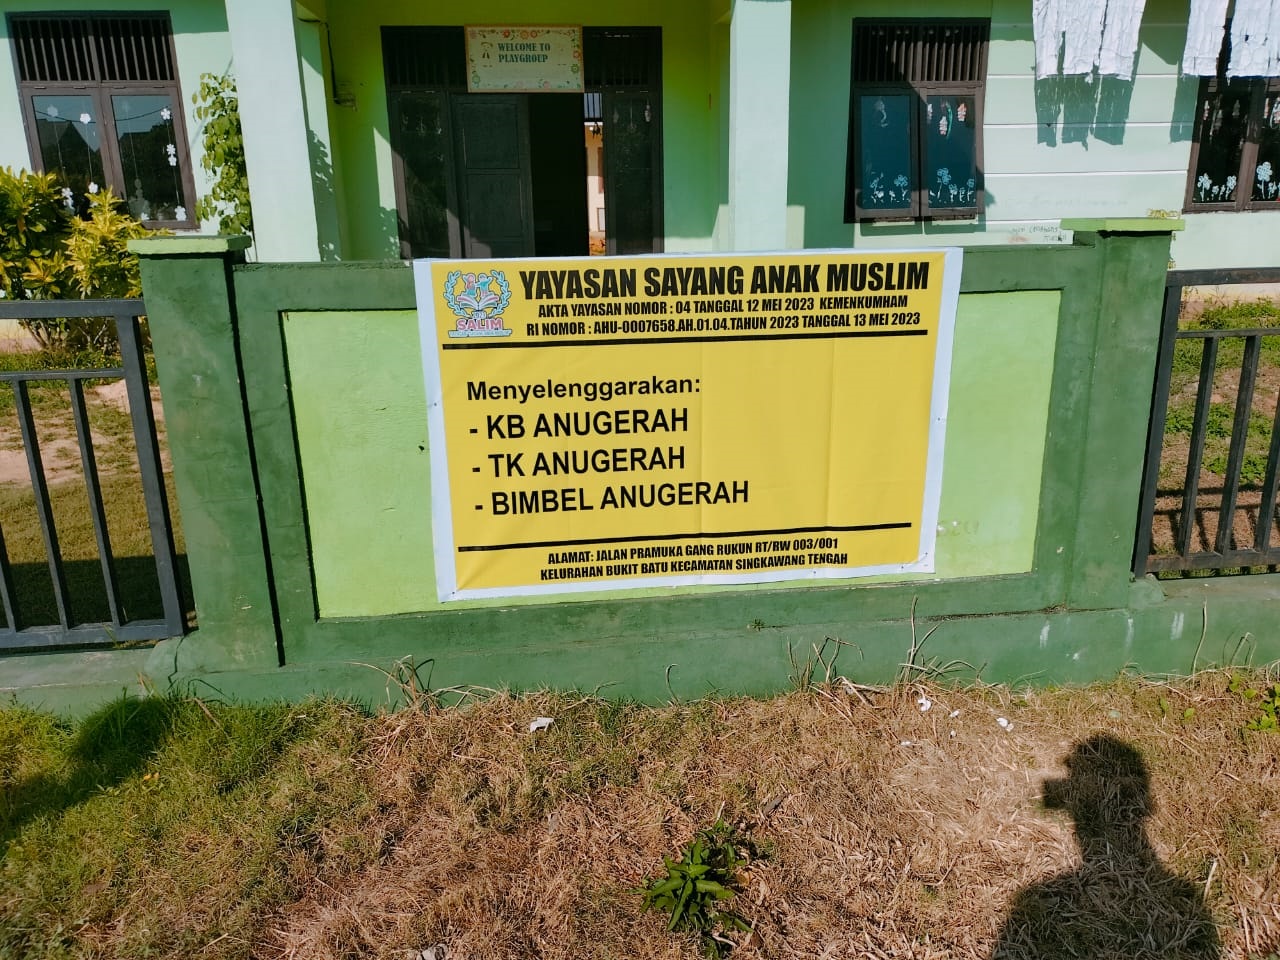 WELCOME TO
PLAYGROUP
YAYASAN SAYANG ANAK MUSLIM
AKTA YAYASAN NOMOR : 04 TANGGAL 12 MEI 2023 KEMENKUMHAM
RI NOMOR : AHU-0007658.AH.01.04.TAHUN 2023 TANGGAL 13 MEI 2023
SALIM
Menyelenggarakan:
- KB ANUGERAH
- TK ANUGERAH
- BIMBEL ANUGERAH
ALAMAT: JALAN PRAMUKA GANG RUKUN RT/RW 003/001
KELURAHAN BUKIT BATU KECAMATAN SINGKAWANG TENGAH